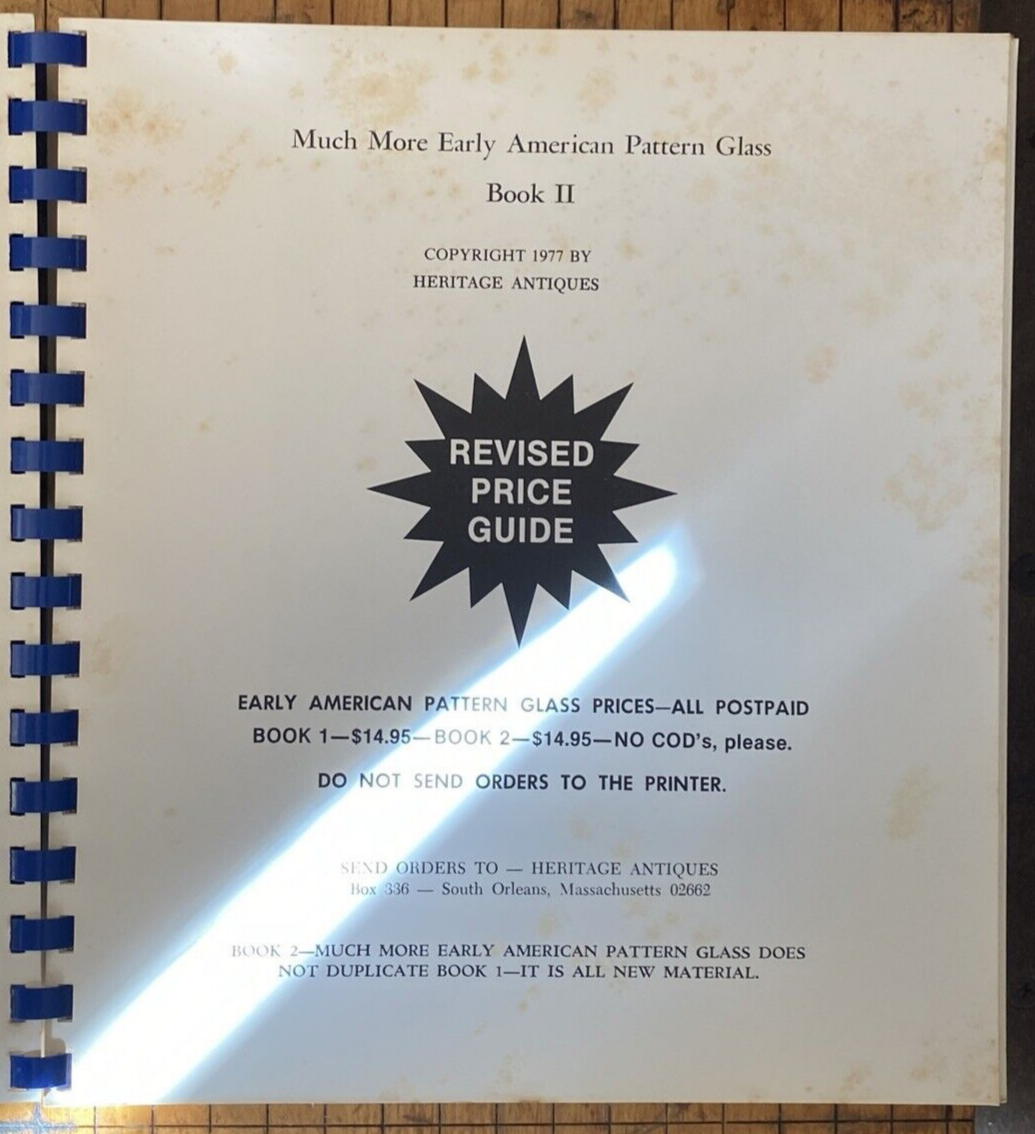 Much More Early American Pattern Glass
Book II
COPYRIGHT 1977 BY
HERITAGE ANTIQUES
REVISED
PRICE
GUIDE
EARLY AMERICAN PATTERN GLASS PRICES—ALL POSTPAID
BOOK 1—$14.95—BOOK 2—$14.95—NO COD's, please.
DO NOT SEND ORDERS TO THE PRINTER.
SEND ORDERS TO — HERITAGE ANTIQUES
Box 336 — South Orleans, Massachusetts 02662
BOOK 2—MUCH MORE EARLY AMERICAN PATTERN GLASS DOES
NOT DUPLICATE BOOK 1—IT IS ALL NEW MATERIAL.